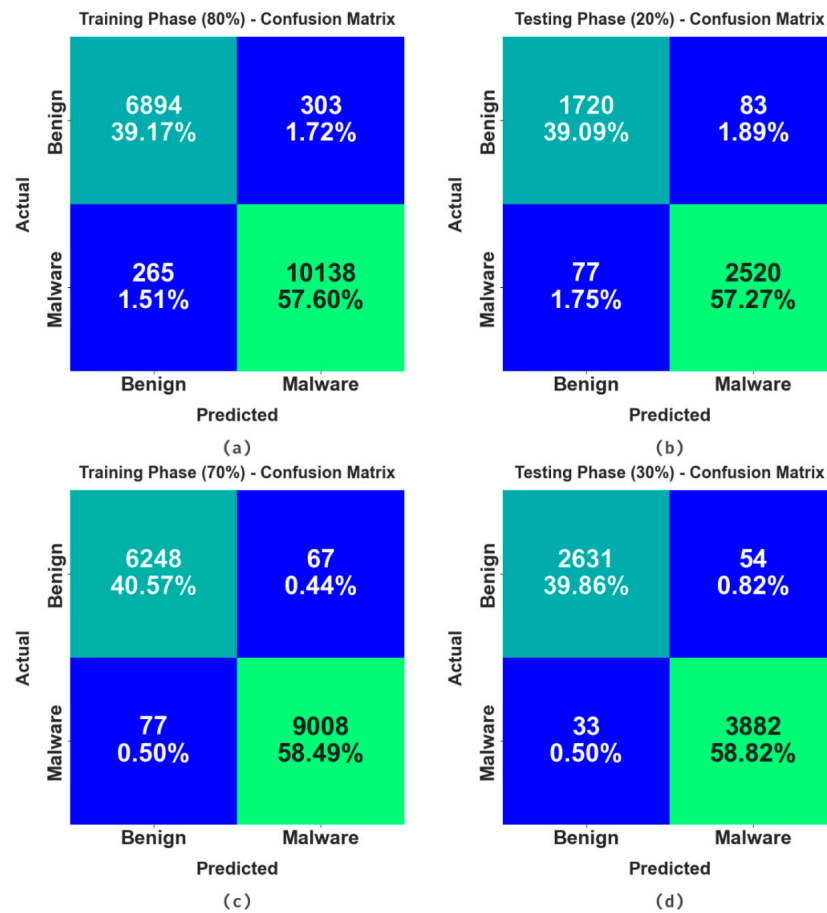 Training Phase (80%) - Confusion Matrix
Benign
6894
39.17%
303
1.72%
Actual
Malware
265
1.51%
10138
57.60%
Benign
Malware
Predicted
(a)
Testing Phase (20%) - Confusion Matrix
Benign
1720
39.09%
83
1.89%
Actual
Malware
77
1.75%
2520
57.27%
Benign
Malware
Predicted
(b)
Training Phase (70%) - Confusion Matrix
Benign
6248
40.57%
67
0.44%
Actual
Malware
77
0.50%
9008
58.49%
Benign
Malware
Predicted
(c)
Testing Phase (30%) - Confusion Matrix
Benign
2631
39.86%
54
0.82%
Actual
Malware
33
0.50%
3882
58.82%
Benign
Malware
Predicted
(d)